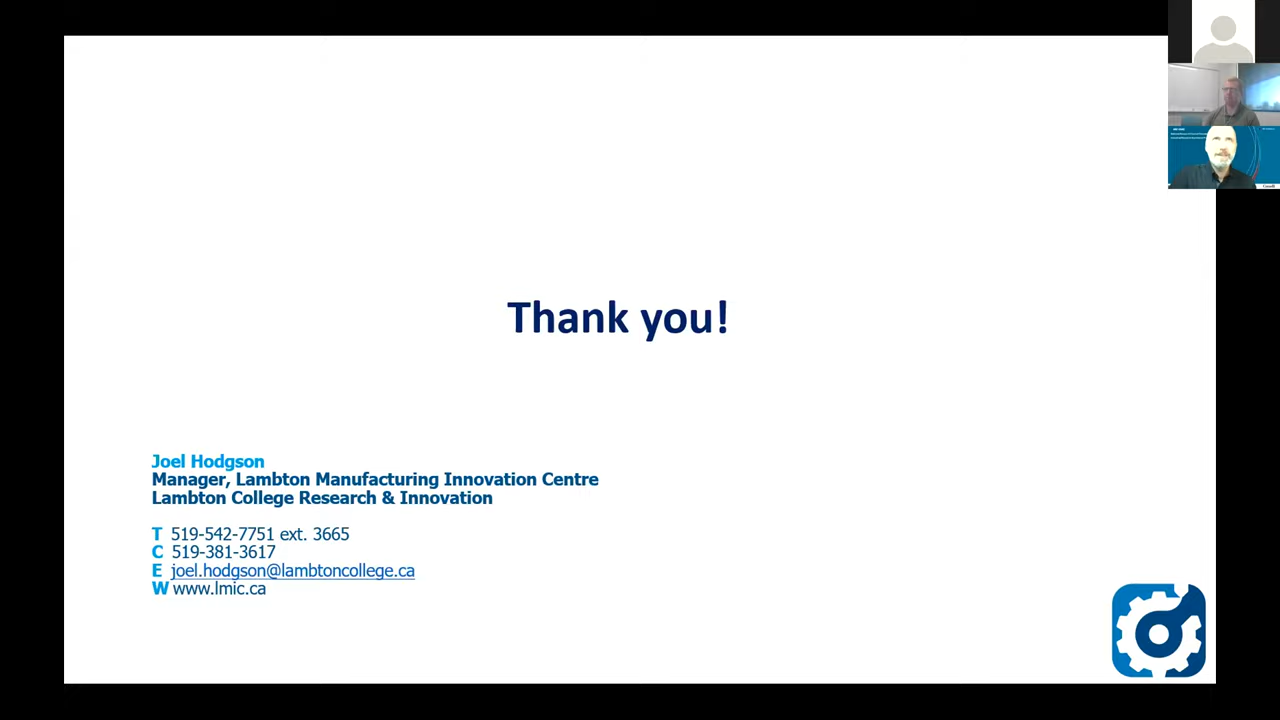 Thank you!
Joel Hodgson
Manager, Lambton Manufacturing Innovation Centre
Lambton College Research & Innovation
T 519-542-7751 ext. 3665
C 519-381-3617
E joel.hodgson@lambtoncollege.ca
W www.lmic.ca